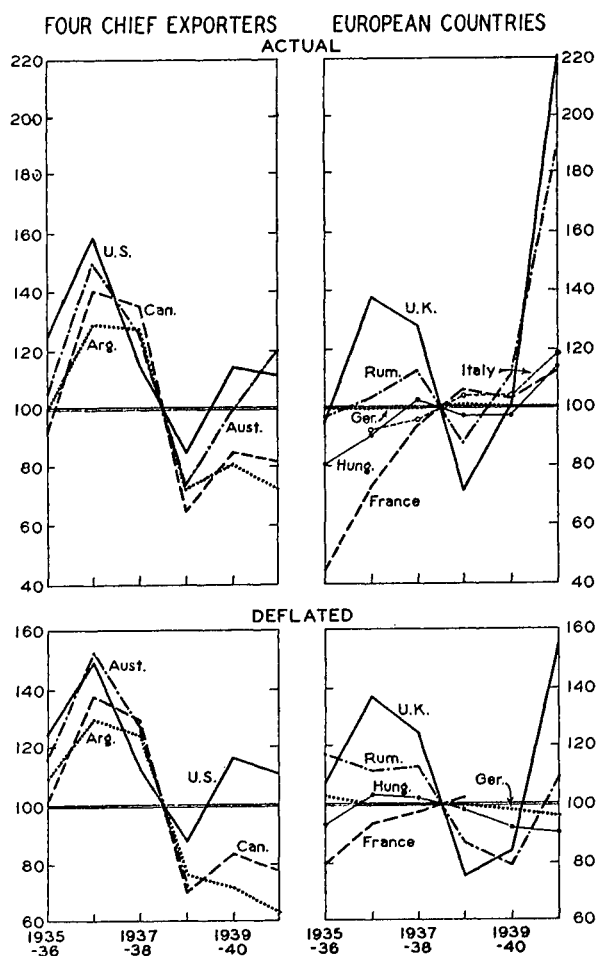 FOUR CHIEF EXPORTERS
EUROPEAN COUNTRIES
ACTUAL
220
200
180
160
140
120
100
80
60
40
U.S.
Can.
Arg.
Aust.
U.K.
Rum.
Italy
Ger.
Hung.
France
220
200
180
160
140
120
100
80
60
40
DEFLATED
160
140
120
100
80
60
Aust.
Arg.
U.S.
Can.
U.K.
Rum.
Hung.
Ger.
France
160
140
120
100
80
60
1935 1937 1939 1935 1937 1939
-36 -38 -40 -36 -38 -40